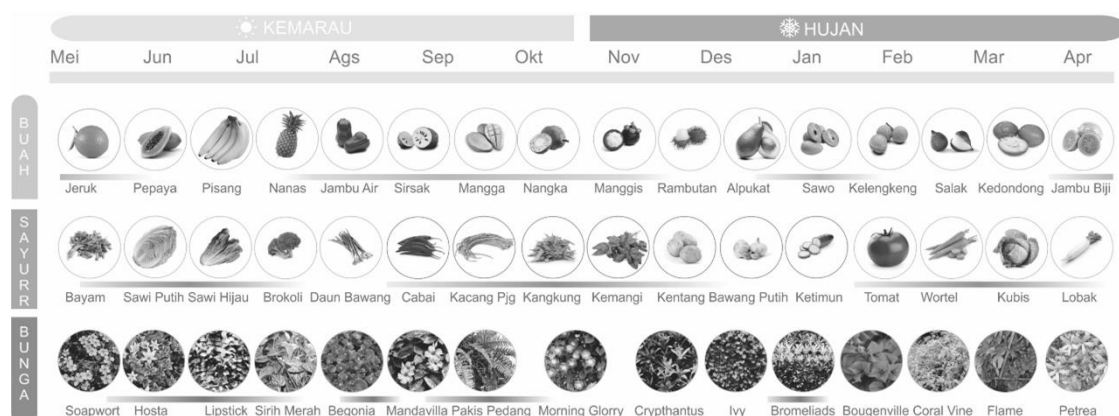 KEMARAU HUJAN
Mei Jun Jul Ags Sep Okt Nov Des Jan Feb Mar Apr
BUAH
Jeruk Pepaya Pisang Nanas Jambu Air Sirsak Mangga Nangka Manggis Rambutan Alpukat Sawo Kelengkeng Salak Kedondong Jambu Biji
SAYURR
Bayam Sawi Putih Sawi Hijau Brokoli Daun Bawang Cabai Kacang Pjg Kangkung Kemangi Kentang Bawang Putih Ketimun Tomat Wortel Kubis Lobak
BUNGA
Soapwort Hosta Lipstick Sirih Merah Begonia Mandavilla Pakis Pedang Morning Glorry Crypthantus Ivy Bromeliads Bougenville Coral Vine Flame Petrea